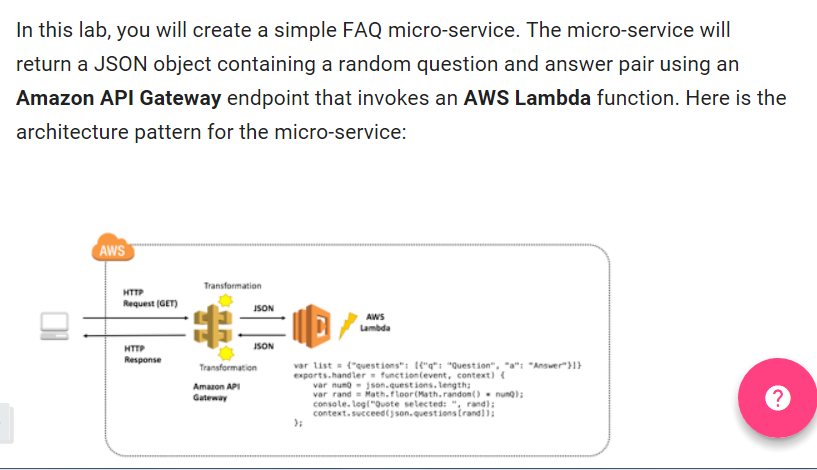 In this lab, you will create a simple FAQ micro-service. The micro-service will
return a JSON object containing a random question and answer pair using an
Amazon API Gateway endpoint that invokes an AWS Lambda function. Here is the
architecture pattern for the micro-service:
AWS
HTTP
Request (GET)
Transformation
JSON
AWS
Lambda
HTTP
Response
JSON
Transformation
Amazon API
Gateway
var list = {"questions": [{"q": "Question", "a": "Answer"}]}
exports.handler = function(event, context) {
var numQ = json.questions.length;
var rand = Math.floor(Math.random() * numQ);
console.log("Quote selected: ", rand);
context.succeed(json.questions[rand]);
};
?